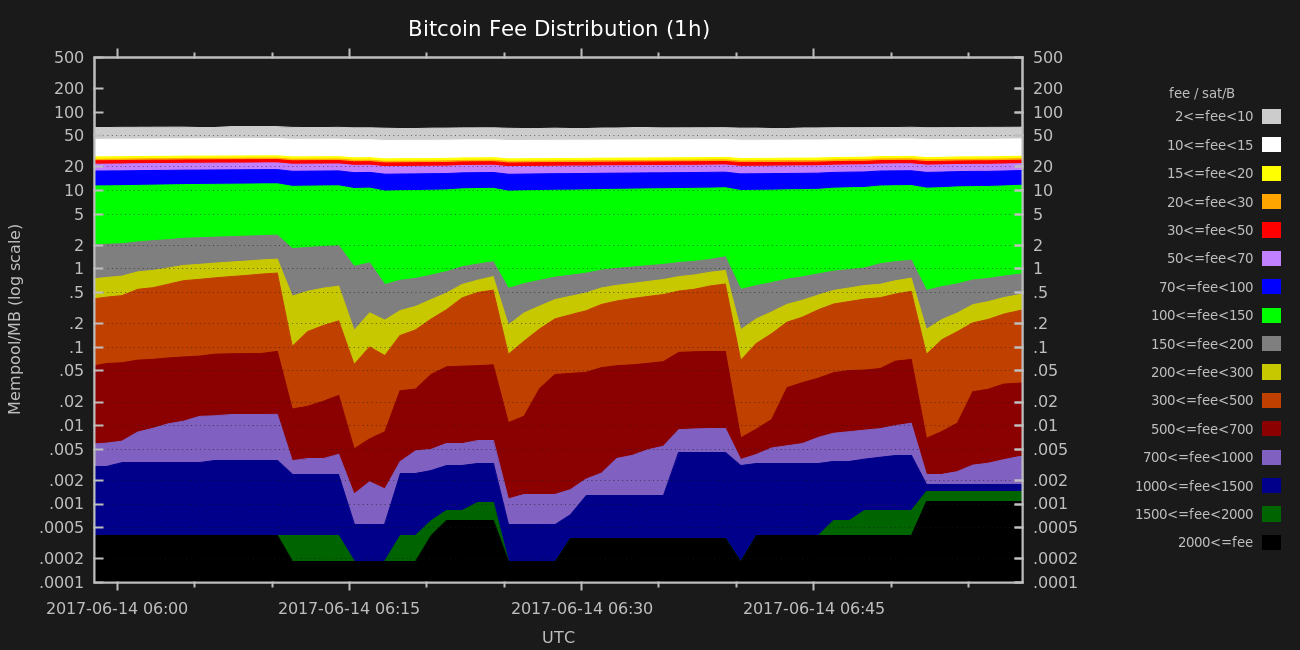 Bitcoin Fee Distribution (1h)
Mempool/MB (log scale)
500
200
100
50
20
10
5
2
1
.5
.2
.1
.05
.02
.01
.005
.002
.001
.0005
.0002
.0001
500
200
100
50
20
10
5
2
1
.5
.2
.1
.05
.02
.01
.005
.002
.001
.0005
.0002
.0001
2017-06-14 06:00
2017-06-14 06:15
2017-06-14 06:30
2017-06-14 06:45
UTC
fee / sat/B
2<=fee<10
10<=fee<15
15<=fee<20
20<=fee<30
30<=fee<50
50<=fee<70
70<=fee<100
100<=fee<150
150<=fee<200
200<=fee<300
300<=fee<500
500<=fee<700
700<=fee<1000
1000<=fee<1500
1500<=fee<2000
2000<=fee